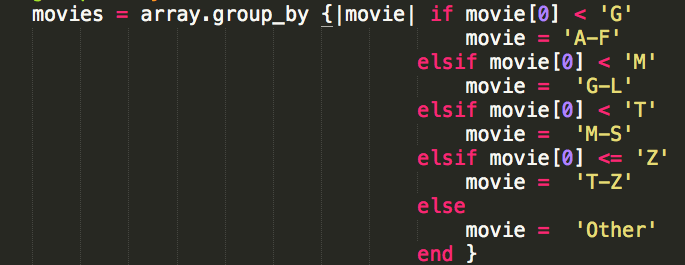 movies = array.group_by {|movie| if movie[0] < 'G'
movie = 'A-F'
elsif movie[0] < 'M'
movie =  'G-L'
elsif movie[0] < 'T'
movie =  'M-S'
elsif movie[0] <= 'Z'
movie =  'T-Z'
else
movie =  'Other'
end }